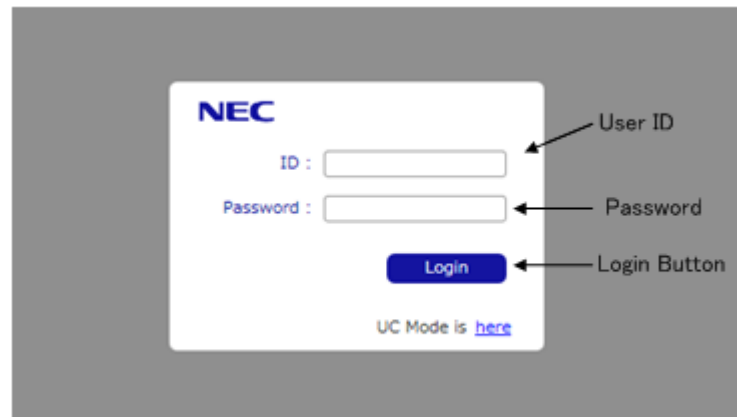 NEC
User ID
ID :
Password :
Password
Login
Login Button
UC Mode is here